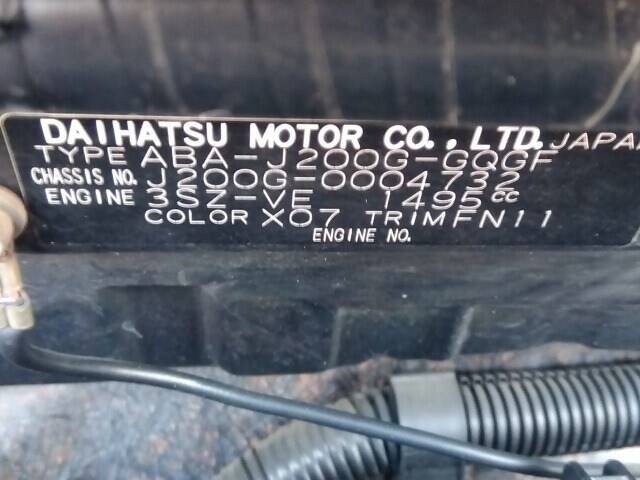 DAIHATSU MOTOR CO., LTD. JAPAN
TYPE ABA-J200G-GQGF
CHASSIS NO. J200G-0004732
ENGINE 3SZ-VE 1495cc
COLOR X07 TRIM FN11
ENGINE NO.